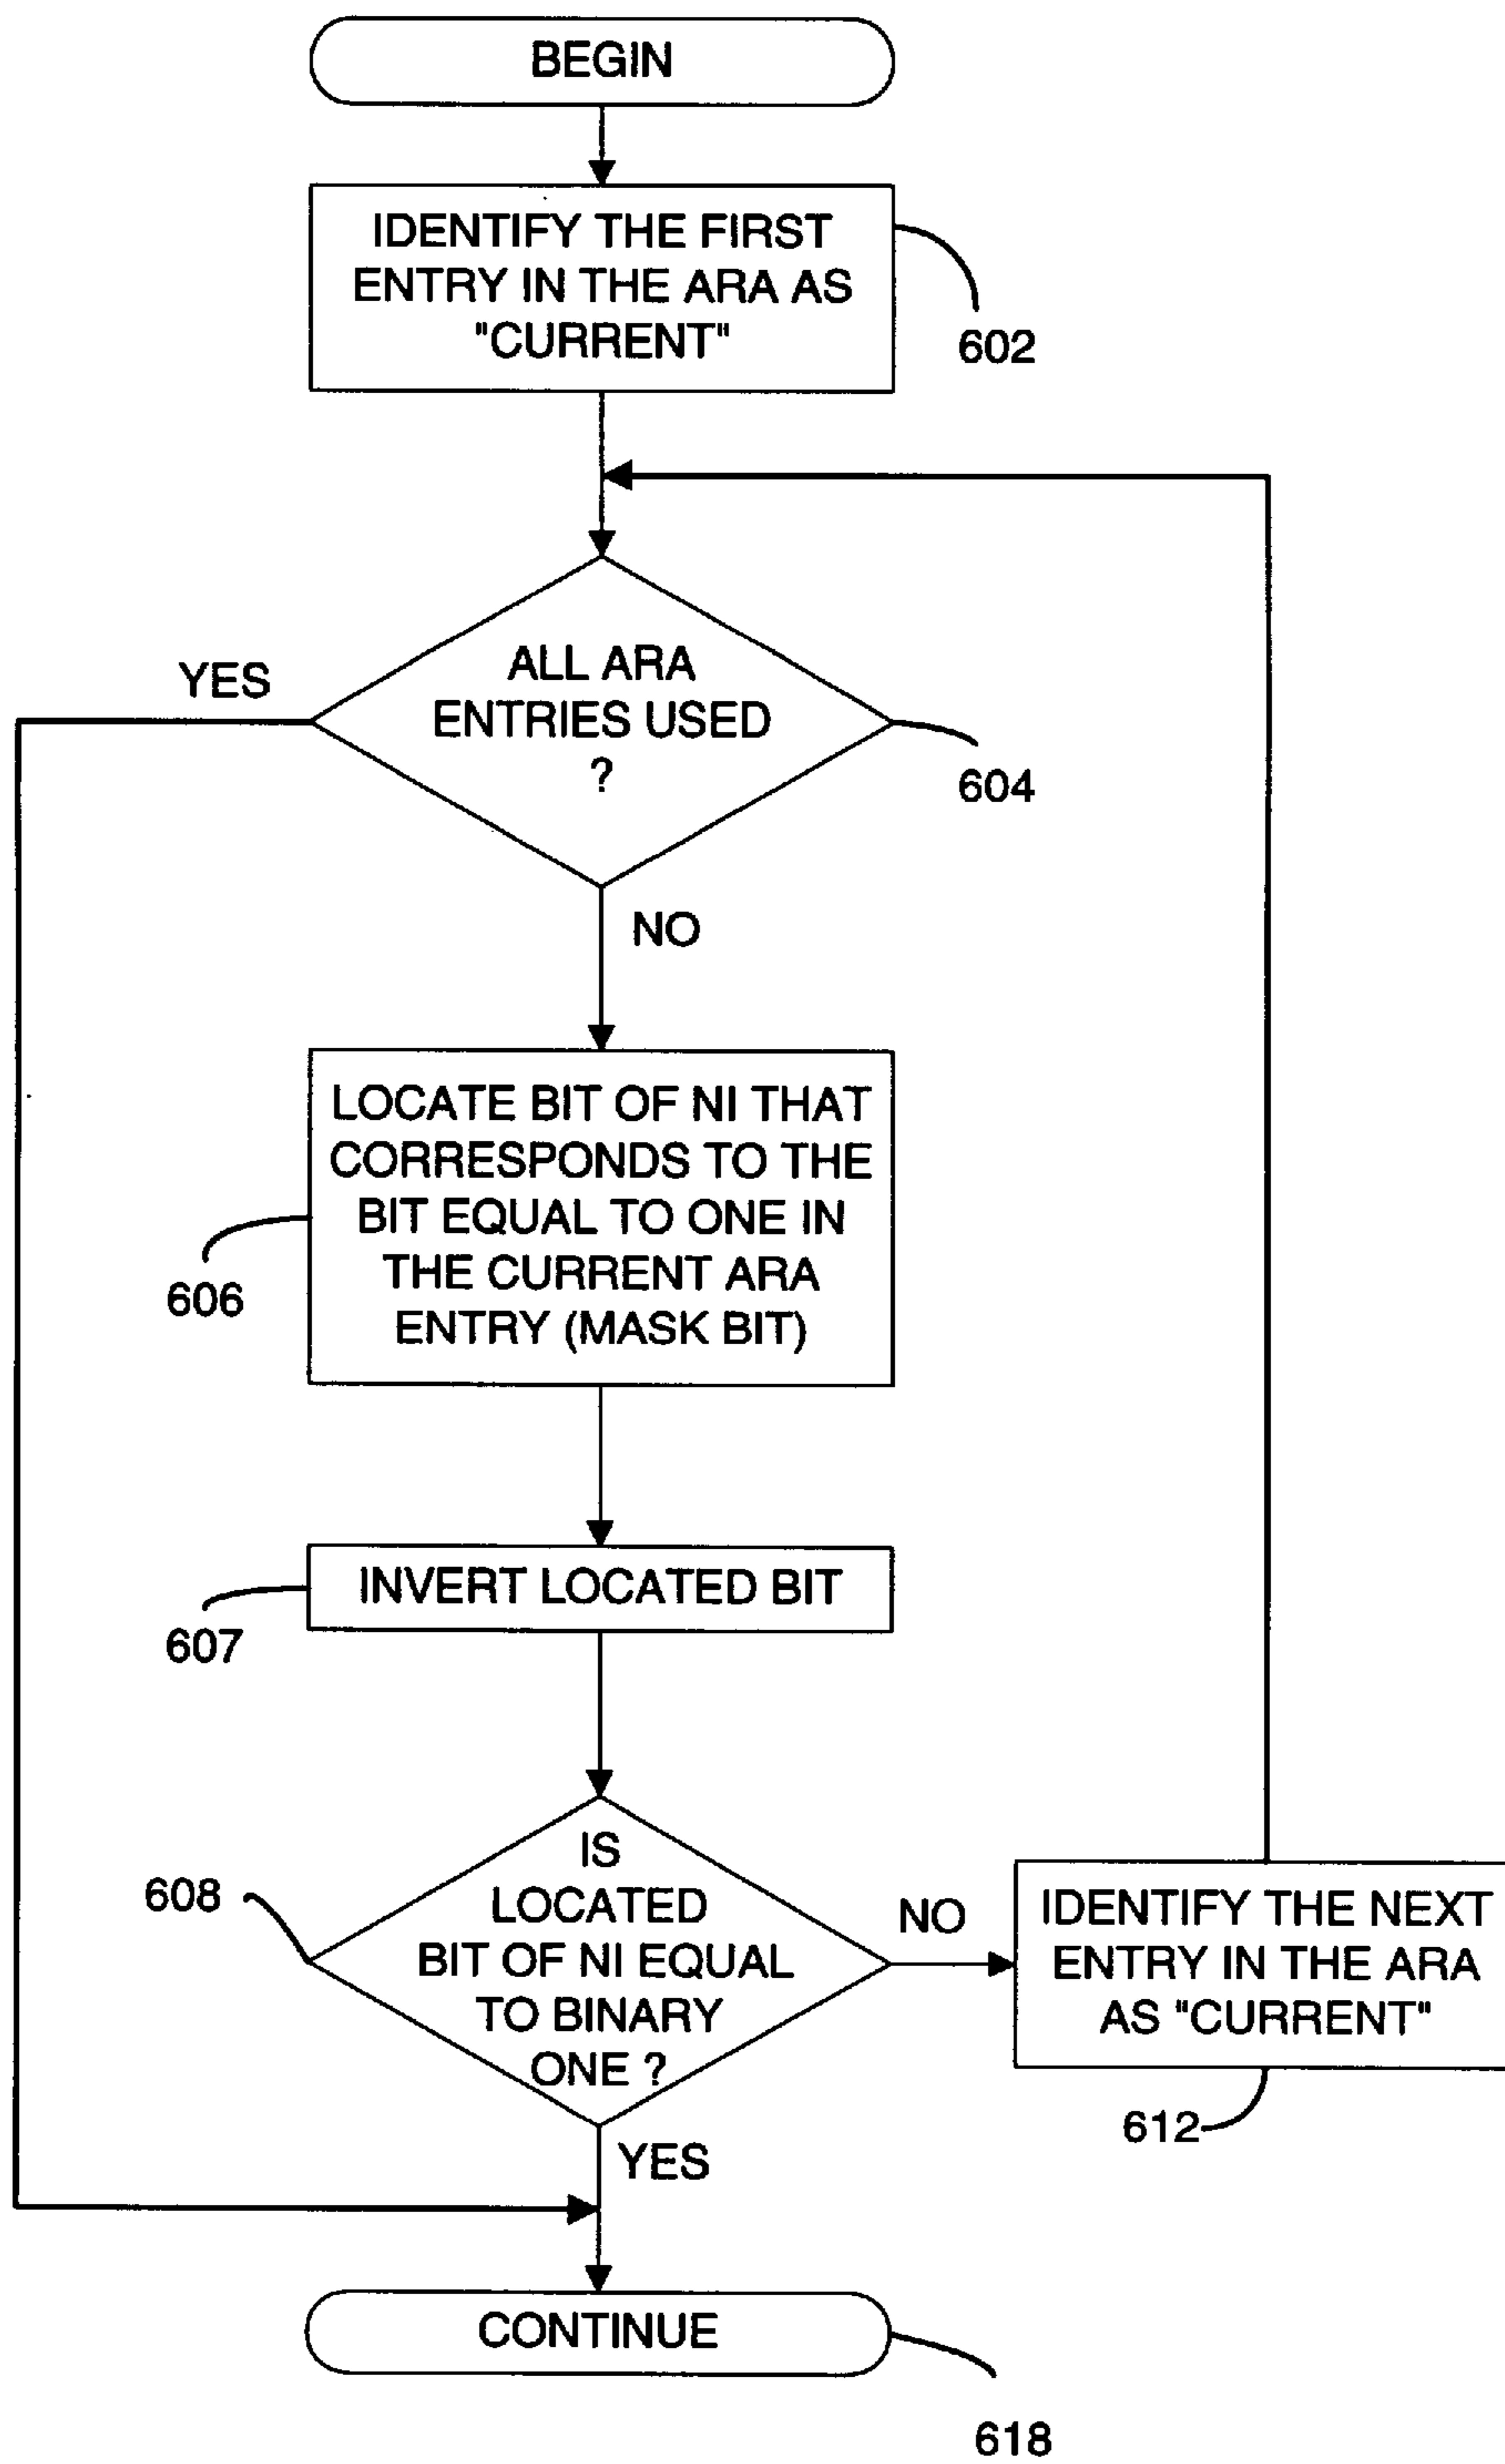 BEGIN
IDENTIFY THE FIRST
ENTRY IN THE ARA AS
"CURRENT"
602
ALL ARA
ENTRIES USED
?
YES
604
NO
LOCATE BIT OF NI THAT
CORRESPONDS TO THE
BIT EQUAL TO ONE IN
THE CURRENT ARA
ENTRY (MASK BIT)
606
INVERT LOCATED BIT
607
IS
LOCATED
BIT OF NI EQUAL
TO BINARY
ONE ?
608
NO
IDENTIFY THE NEXT
ENTRY IN THE ARA
AS "CURRENT"
612
YES
CONTINUE
618